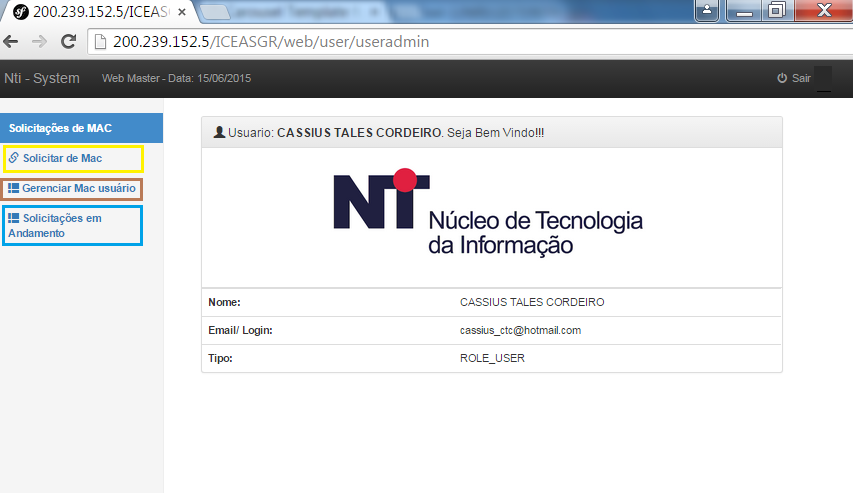 200.239.152.5/ICEASG
200.239.152.5/ICEASGR/web/user/useradmin
Nti - System
Web Master - Data: 15/06/2015
Sair
Solicitações de MAC
Solicitar de Mac
Gerenciar Mac usuário
Solicitações em
Andamento
Usuario: CASSIUS TALES CORDEIRO. Seja Bem Vindo!!!
NTI
Núcleo de Tecnologia
da Informação
Nome: CASSIUS TALES CORDEIRO
Email/ Login: cassius_ctc@hotmail.com
Tipo: ROLE_USER